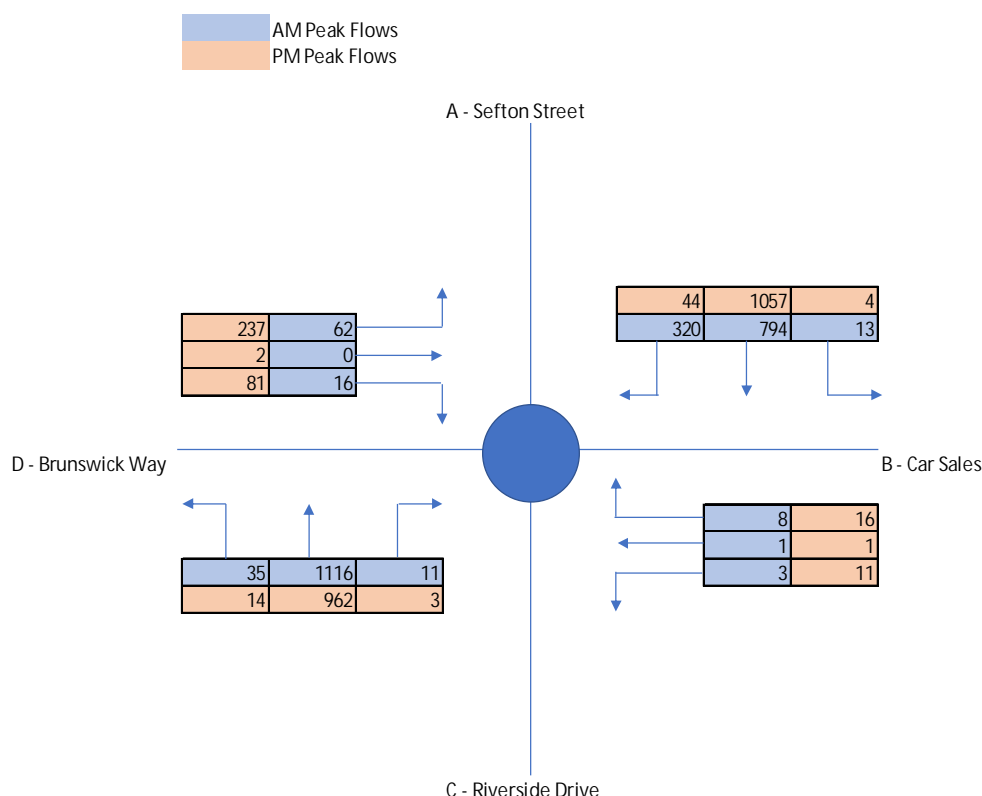 AM Peak Flows
PM Peak Flows
A - Sefton Street
44 1057 4
320 794 13
237 62
2 0
81 16
D - Brunswick Way
B - Car Sales
8 16
1 1
3 11
35 1116 11
14 962 3
C - Riverside Drive